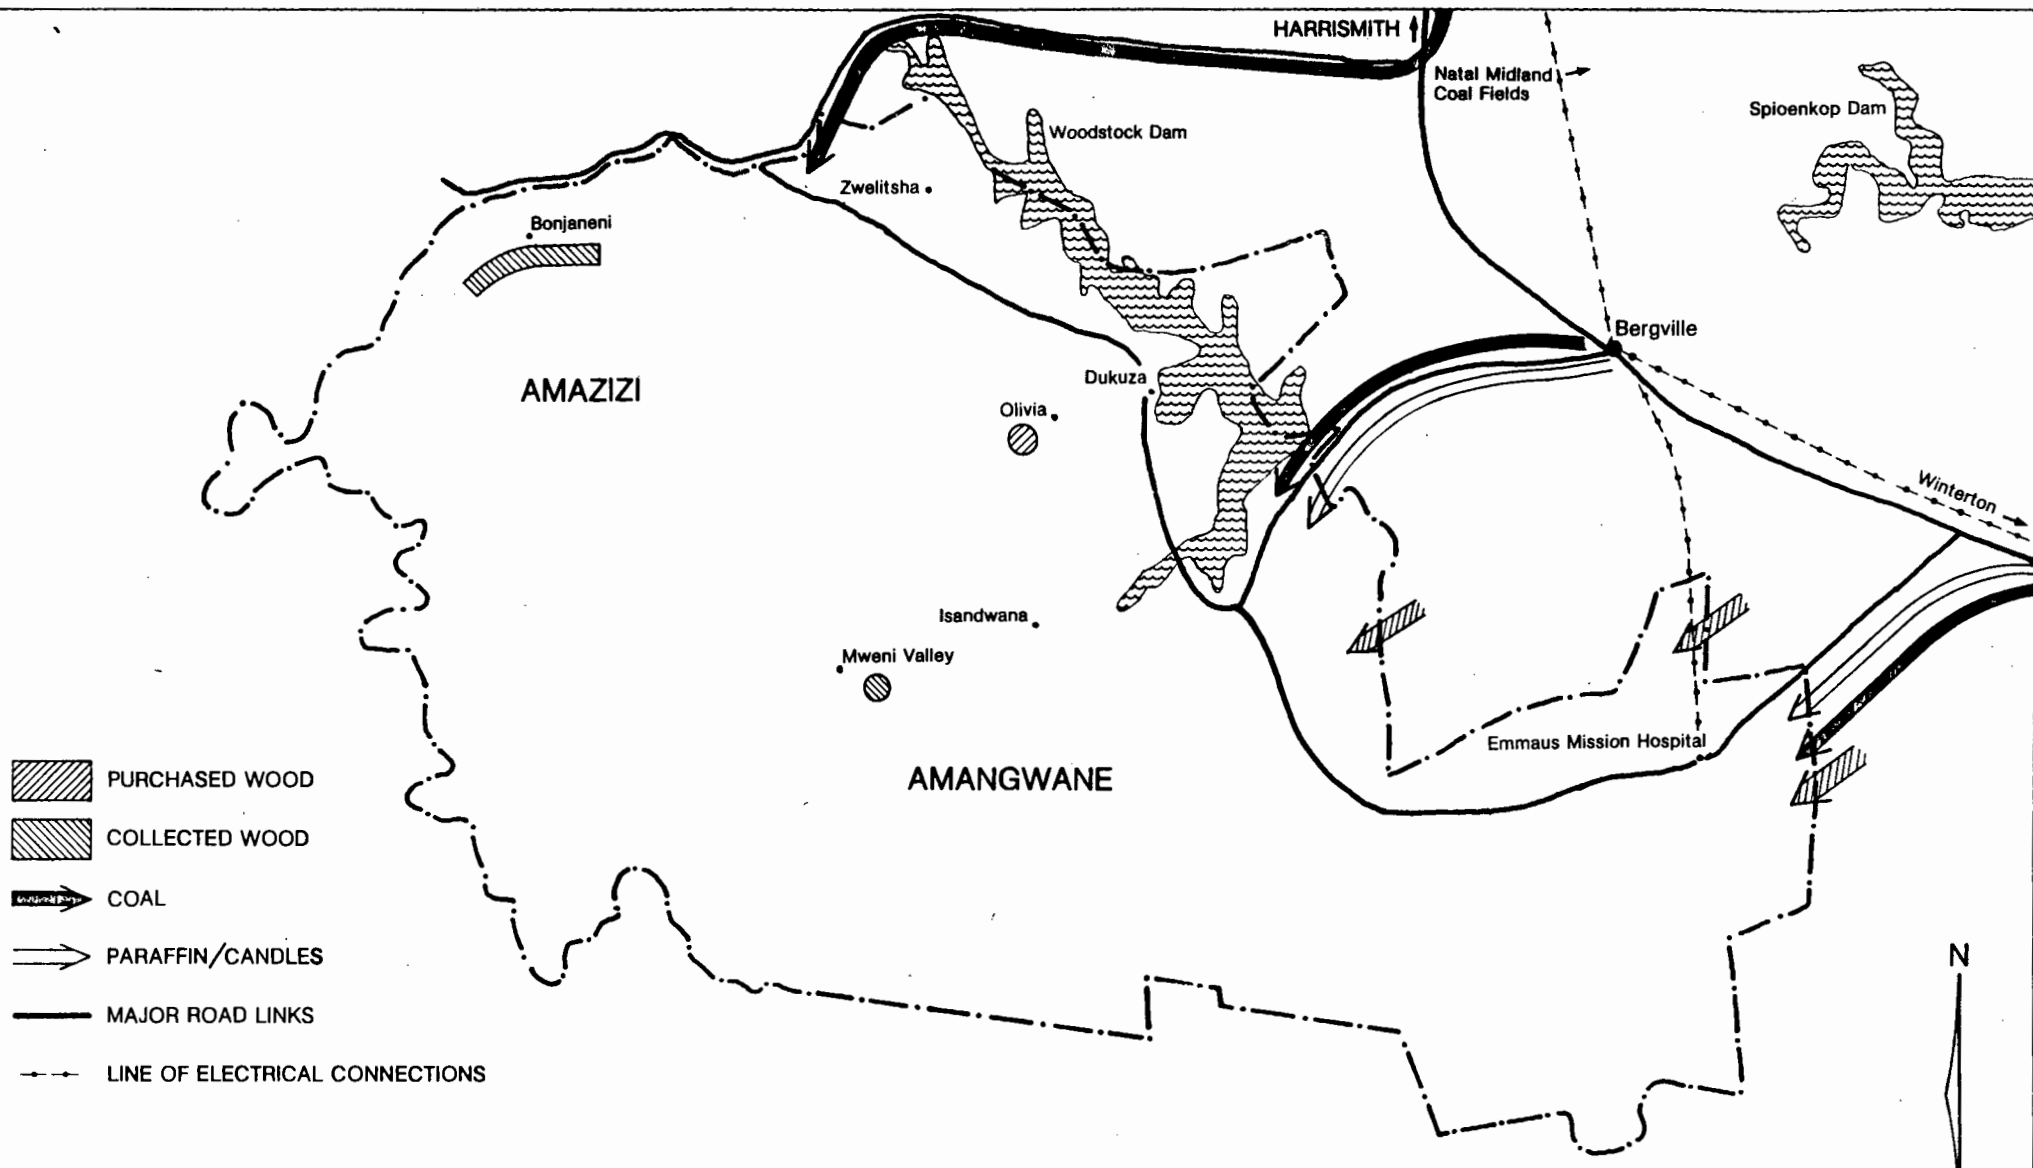 HARRISMITH
Natal Midland
Coal Fields
Spioenkop Dam
Woodstock Dam
Zwelitsha
Bonjaneni
Bergville
AMAZIZI
Dukuza
Olivia
Winterton
Isandwana
Mweni Valley
Emmaus Mission Hospital
AMANGWANE
PURCHASED WOOD
COLLECTED WOOD
COAL
PARAFFIN/CANDLES
MAJOR ROAD LINKS
LINE OF ELECTRICAL CONNECTIONS
N